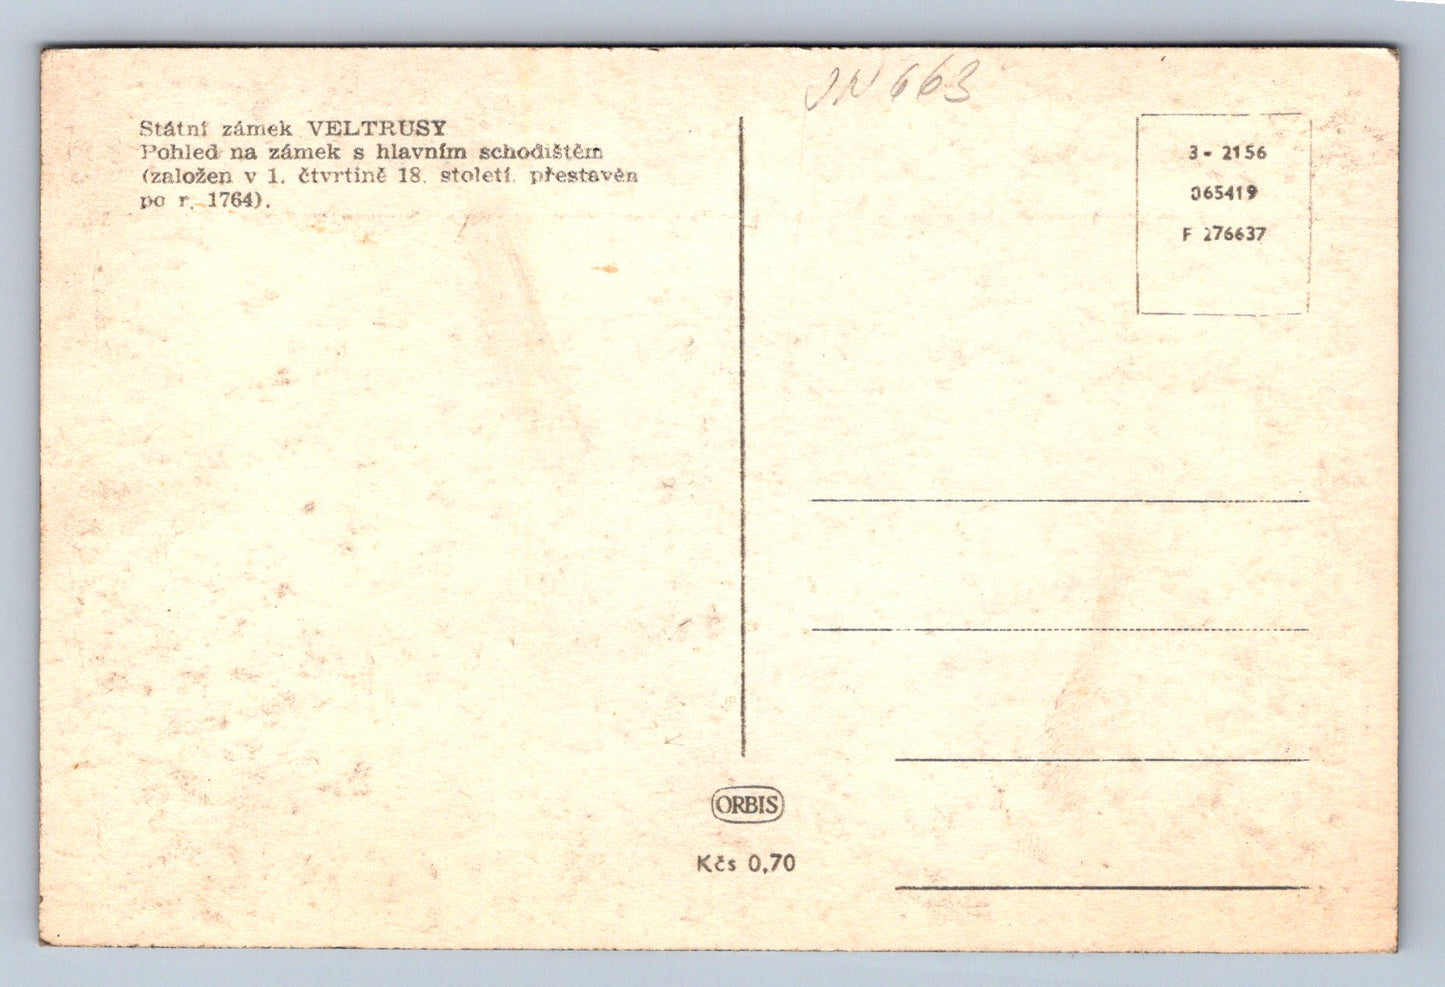 Státní zámek VELTRUSY
Pohled na zámek s hlavním schodištěm
(založen v 1. čtvrtině 18. století, přestavěn
po r. 1764).
663
3 - 2156
065419
F 276637
ORBIS
Kčs 0,70